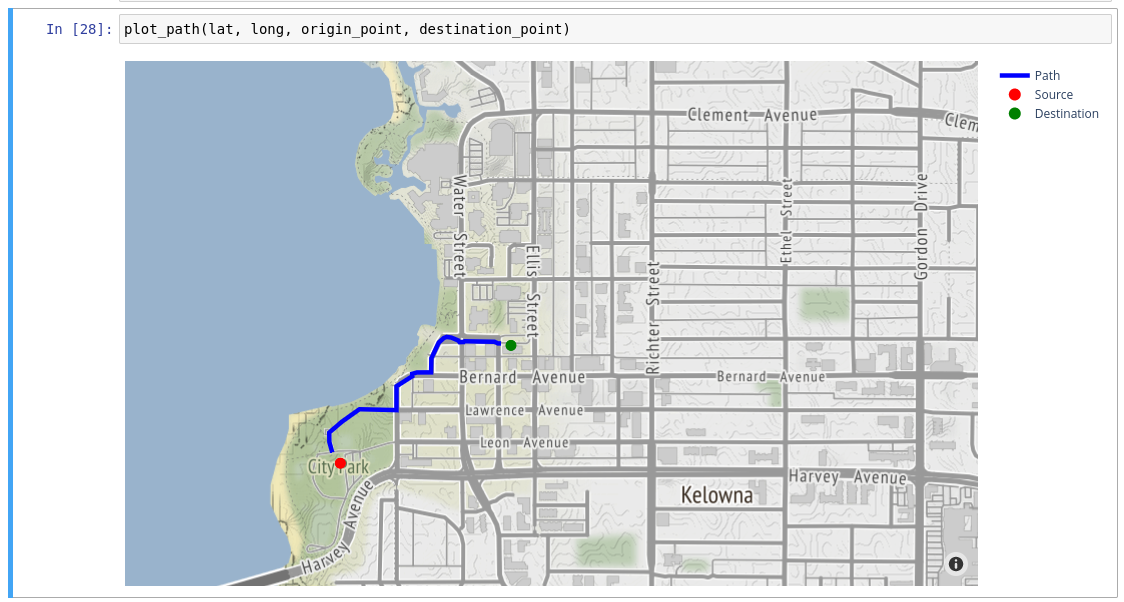 In [28]: plot_path(lat, long, origin_point, destination_point)
Path
Source
Destination
Clement Avenue
Clem
Water Street
Ellis Street
Richter Street
Ethel Street
Gordon Drive
Bernard Avenue
Bernard Avenue
Lawrence Avenue
Leon Avenue
City Park
Harvey Avenue
Kelowna
Harvey Avenue